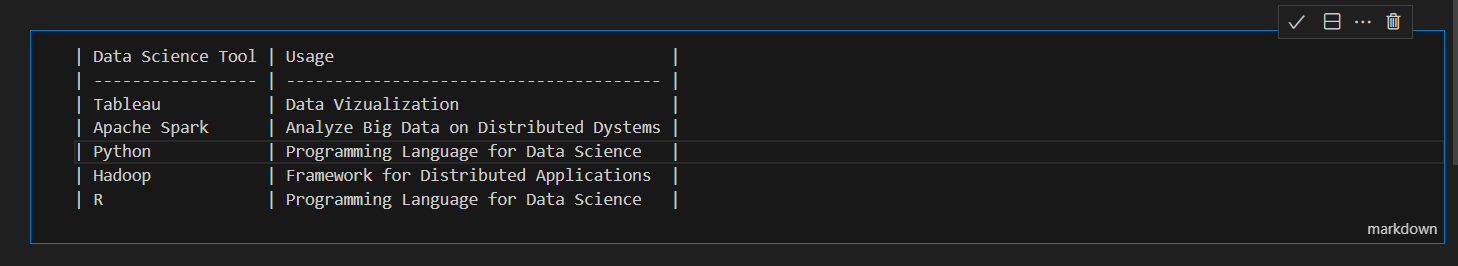 | Data Science Tool | Usage                                   |
| ----------------- | --------------------------------------- |
| Tableau           | Data Vizualization                      |
| Apache Spark      | Analyze Big Data on Distributed Dystems |
| Python            | Programming Language for Data Science   |
| Hadoop            | Framework for Distributed Applications  |
| R                 | Programming Language for Data Science   |
markdown